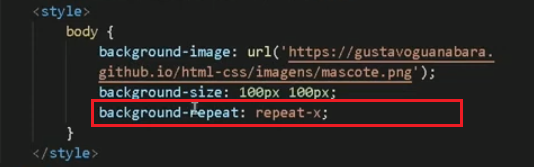 <style>
body {
background-image: url('https://gustavoguanabara.
github.io/html-css/imagens/mascote.png');
background-size: 100px 100px;
background-repeat: repeat-x;
}
</style>